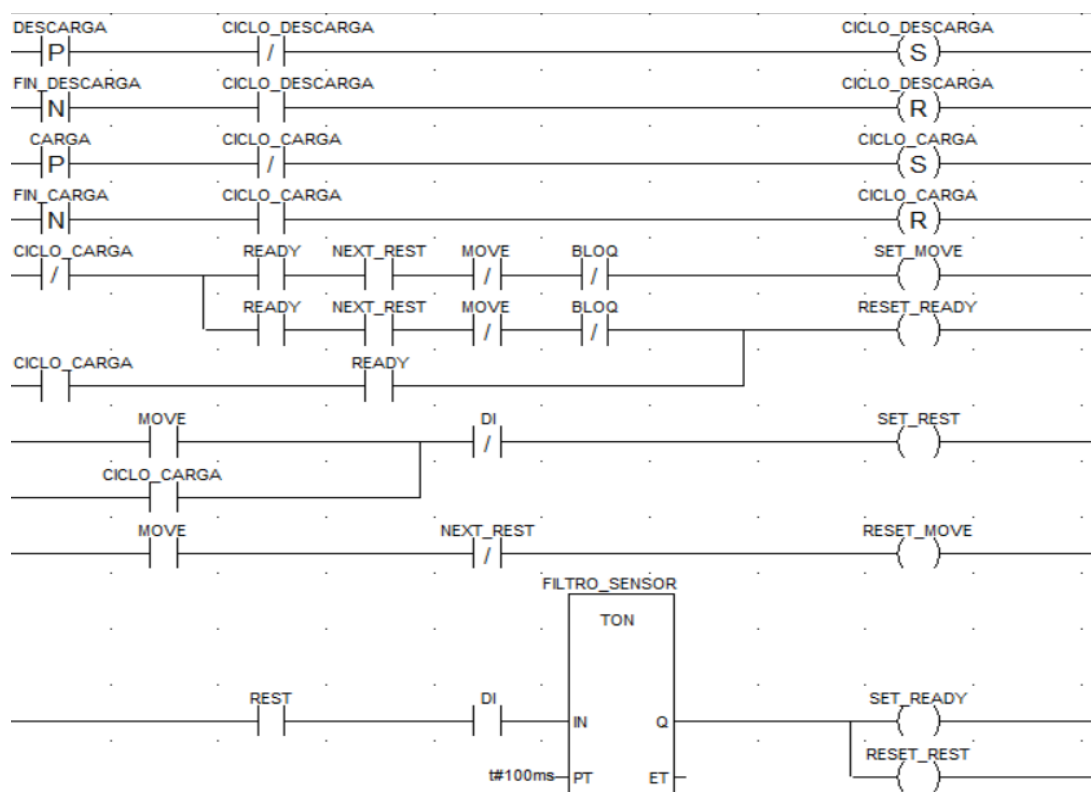 DESCARGA CICLO_DESCARGA CICLO_DESCARGA
P / S
FIN_DESCARGA CICLO_DESCARGA CICLO_DESCARGA
N R
CARGA CICLO_CARGA CICLO_CARGA
P / S
FIN_CARGA CICLO_CARGA CICLO_CARGA
N R
CICLO_CARGA READY NEXT_REST MOVE BLOQ SET_MOVE
/ / /
READY NEXT_REST MOVE BLOQ RESET_READY
/ /
CICLO_CARGA READY
MOVE DI SET_REST
/
CICLO_CARGA
MOVE NEXT_REST RESET_MOVE
/
FILTRO_SENSOR
TON
REST DI SET_READY
IN Q
RESET_REST
t#100ms PT ET